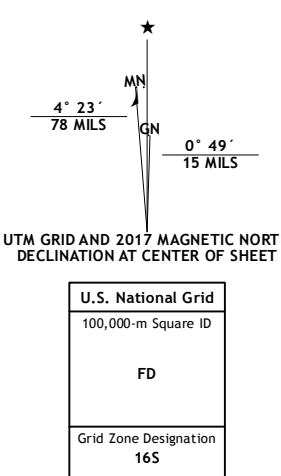 ★
MN
4° 23´
78 MILS
GN
0° 49´
15 MILS
UTM GRID AND 2017 MAGNETIC NORT
DECLINATION AT CENTER OF SHEET
U.S. National Grid
100,000-m Square ID
FD
Grid Zone Designation
16S